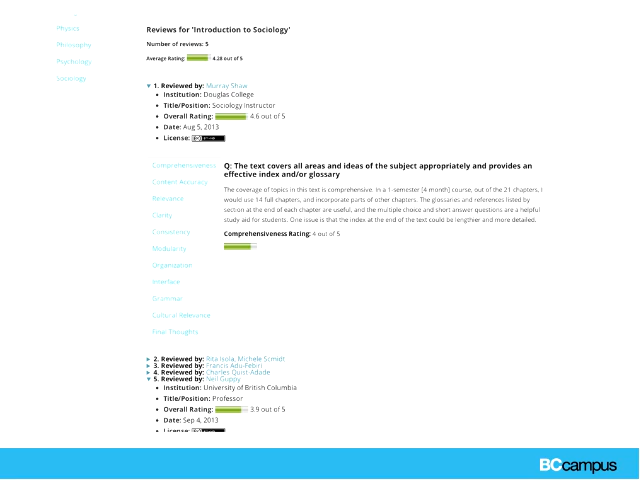 Physics
Philosophy
Psychology
Sociology
Reviews for 'Introduction to Sociology'
Number of reviews: 5
Average Rating: 4.28 out of 5
▼ 1. Reviewed by: Murray Shaw
• Institution: Douglas College
• Title/Position: Sociology Instructor
• Overall Rating: 4.6 out of 5
• Date: Aug 5, 2013
• License:
Comprehensiveness
Content Accuracy
Relevance
Clarity
Consistency
Modularity
Organization
Interface
Grammar
Cultural Relevance
Final Thoughts
Q: The text covers all areas and ideas of the subject appropriately and provides an
effective index and/or glossary
The coverage of topics in this text is comprehensive. In a 1-semester [4 month] course, out of the 21 chapters, I
would use 14 full chapters, and incorporate parts of other chapters. The glossaries and references listed by
section at the end of each chapter are useful, and the multiple choice and short answer questions are a helpful
study aid for students. One issue is that the index at the end of the text could be lengthier and more detailed.
Comprehensiveness Rating: 4 out of 5
► 2. Reviewed by: Rita Isola, Michele
► 3. Reviewed by: Francis Adu-Febiri
► 4. Reviewed by: Charles Quist-Adade
▼ 5. Reviewed by: Neil Guppy
• Institution: University of British Columbia
• Title/Position: Professor
• Overall Rating: 3.9 out of 5
• Date: Sep 4, 2013
• License:
BCcampus